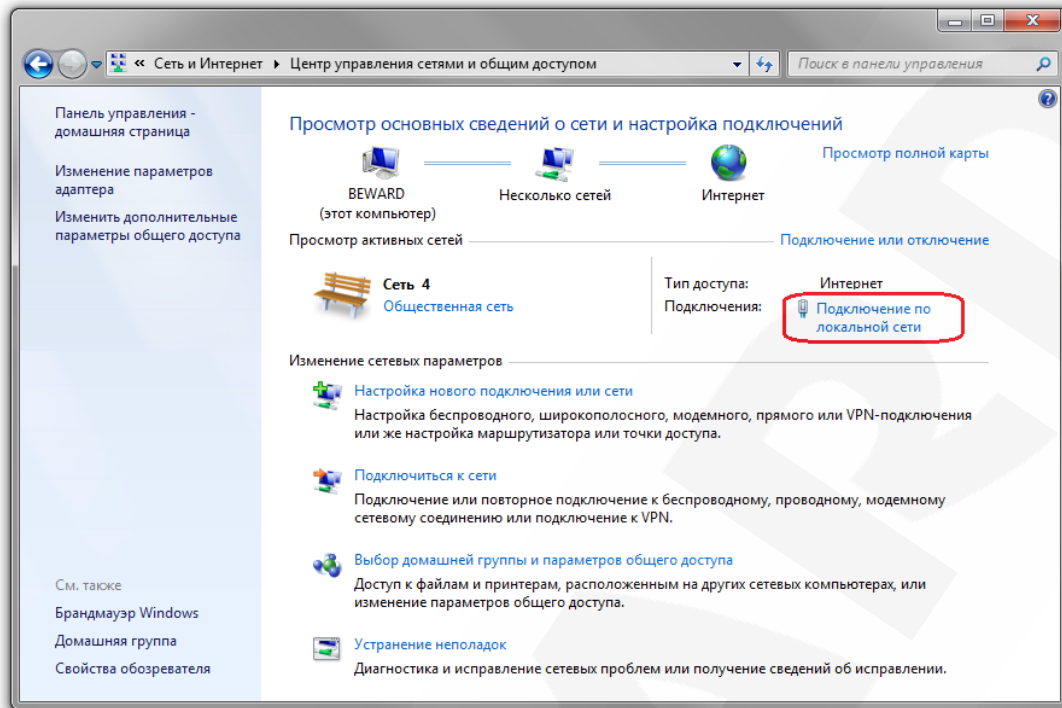 « Сеть и Интернет ▸ Центр управления сетями и общим доступом
Поиск в панели управления
Панель управления -
домашняя страница
Изменение параметров
адаптера
Изменить дополнительные
параметры общего доступа
Просмотр основных сведений о сети и настройка подключений
Просмотр полной карты
BEWARD
(этот компьютер)
Несколько сетей
Интернет
Просмотр активных сетей
Подключение или отключение
Сеть 4
Общественная сеть
Тип доступа: Интернет
Подключения: Подключение по
локальной сети
Изменение сетевых параметров
Настройка нового подключения или сети
Настройка беспроводного, широкополосного, модемного, прямого или VPN-подключения
или же настройка маршрутизатора или точки доступа.
Подключиться к сети
Подключение или повторное подключение к беспроводному, проводному, модемному
сетевому соединению или подключение к VPN.
Выбор домашней группы и параметров общего доступа
Доступ к файлам и принтерам, расположенным на других сетевых компьютерах, или
изменение параметров общего доступа.
Устранение неполадок
Диагностика и исправление сетевых проблем или получение сведений об исправлении.
См. также
Брандмауэр Windows
Домашняя группа
Свойства обозревателя